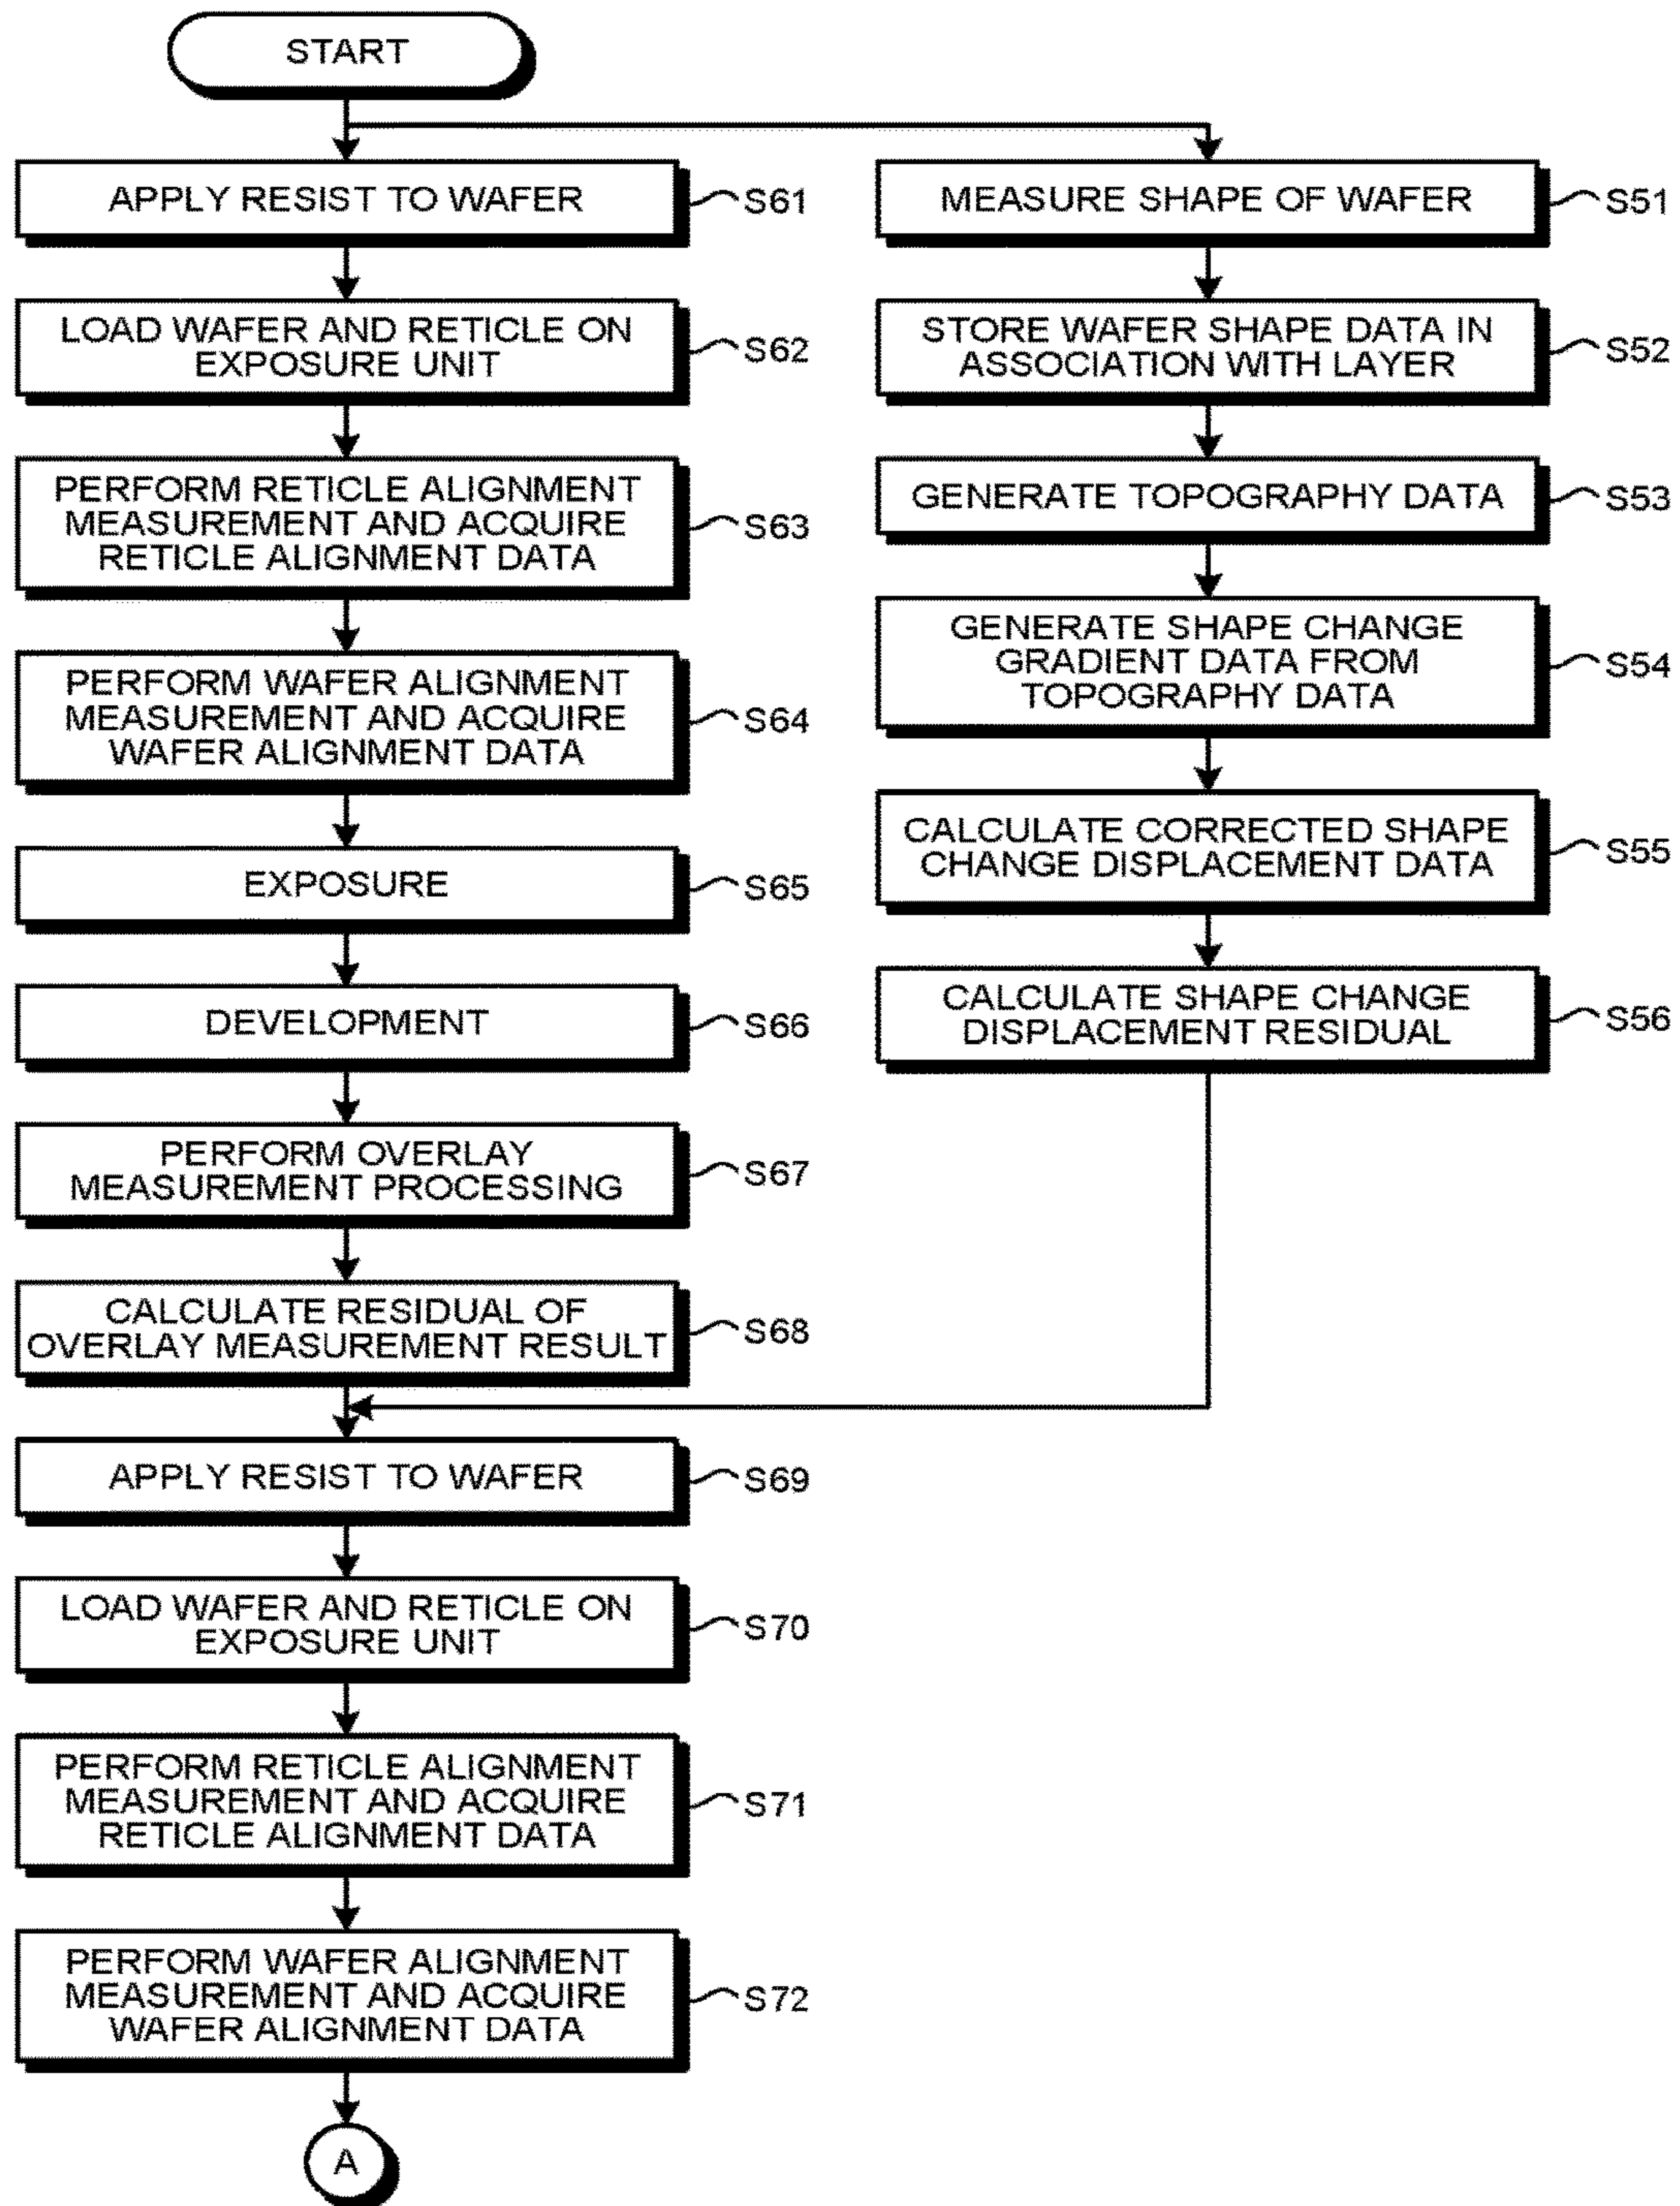 START
APPLY RESIST TO WAFER
S61
LOAD WAFER AND RETICLE ON
EXPOSURE UNIT
S62
PERFORM RETICLE ALIGNMENT
MEASUREMENT AND ACQUIRE
RETICLE ALIGNMENT DATA
S63
PERFORM WAFER ALIGNMENT
MEASUREMENT AND ACQUIRE
WAFER ALIGNMENT DATA
S64
EXPOSURE
S65
DEVELOPMENT
S66
PERFORM OVERLAY
MEASUREMENT PROCESSING
S67
CALCULATE RESIDUAL OF
OVERLAY MEASUREMENT RESULT
S68
MEASURE SHAPE OF WAFER
S51
STORE WAFER SHAPE DATA IN
ASSOCIATION WITH LAYER
S52
GENERATE TOPOGRAPHY DATA
S53
GENERATE SHAPE CHANGE
GRADIENT DATA FROM
TOPOGRAPHY DATA
S54
CALCULATE CORRECTED SHAPE
CHANGE DISPLACEMENT DATA
S55
CALCULATE SHAPE CHANGE
DISPLACEMENT RESIDUAL
S56
APPLY RESIST TO WAFER
S69
LOAD WAFER AND RETICLE ON
EXPOSURE UNIT
S70
PERFORM RETICLE ALIGNMENT
MEASUREMENT AND ACQUIRE
RETICLE ALIGNMENT DATA
S71
PERFORM WAFER ALIGNMENT
MEASUREMENT AND ACQUIRE
WAFER ALIGNMENT DATA
S72
A